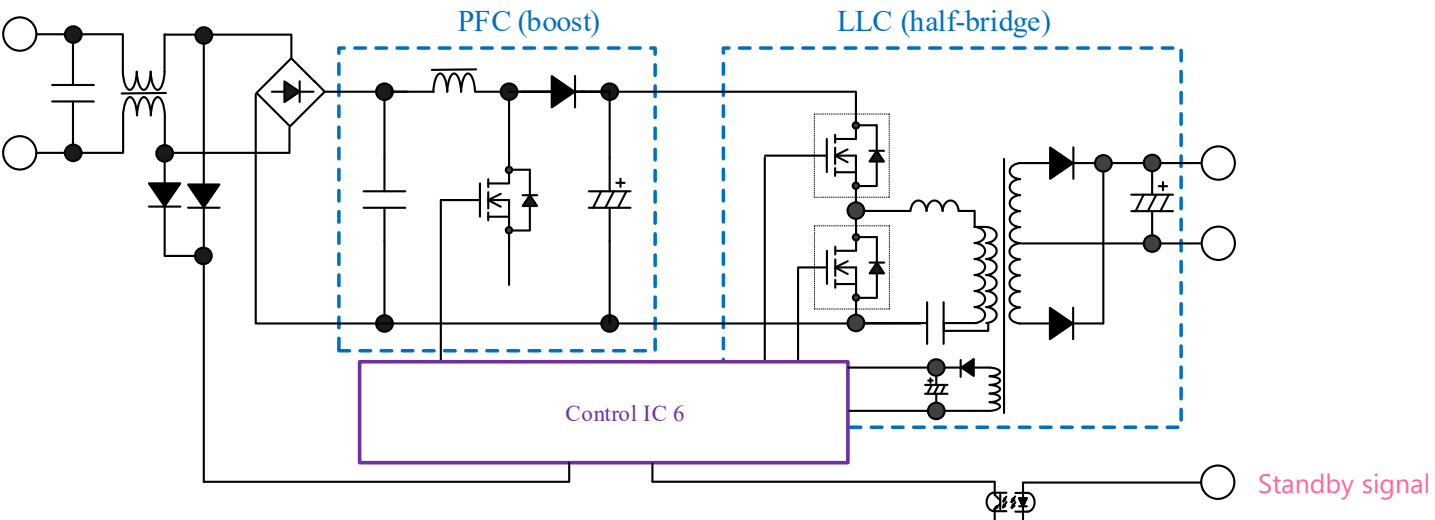 PFC (boost)
LLC (half-bridge)
Control IC 6
Standby signal